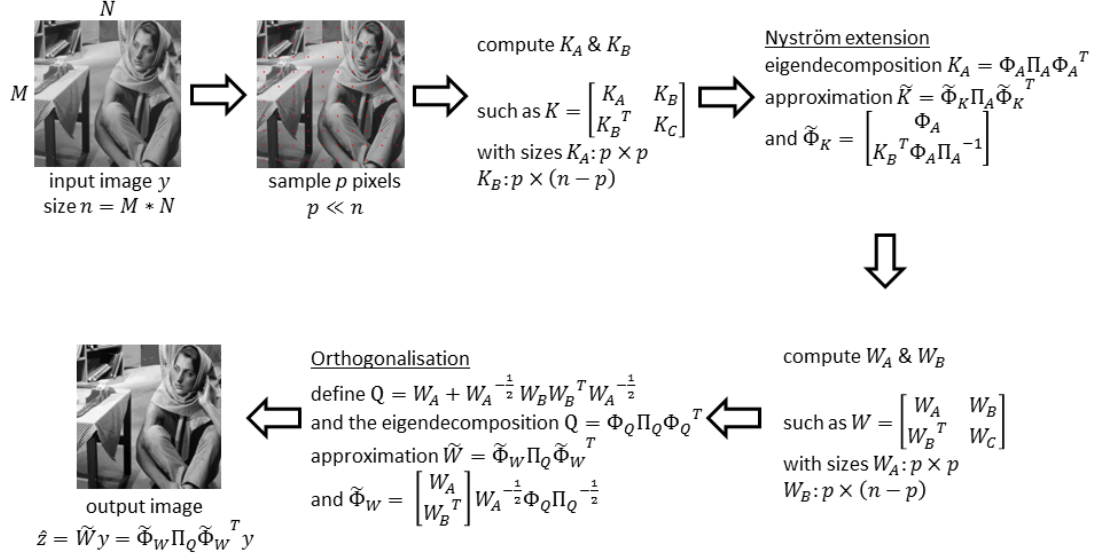 N
M
input image y
size n = M ∗ N
sample p pixels
p ≪ n
compute K_A & K_B
such as K = [K_A K_B; K_B^T K_C]
with sizes K_A: p × p
K_B: p × (n − p)
Nyström extension
eigendecomposition K_A = Φ_A Π_A Φ_A^T
approximation K̃ = Φ̃_K Π_A Φ̃_K^T
and Φ̃_K = [Φ_A; K_B^T Φ_A Π_A^{−1}]
compute W_A & W_B
such as W = [W_A W_B; W_B^T W_C]
with sizes W_A: p × p
W_B: p × (n − p)
Orthogonalisation
define Q = W_A + W_A^{−1/2} W_B W_B^T W_A^{−1/2}
and the eigendecomposition Q = Φ_Q Π_Q Φ_Q^T
approximation W̃ = Φ̃_W Π_Q Φ̃_W^T
and Φ̃_W = [W_A; W_B^T] W_A^{−1/2} Φ_Q Π_Q^{−1/2}
output image
ẑ = W̃y = Φ̃_W Π_Q Φ̃_W^T y